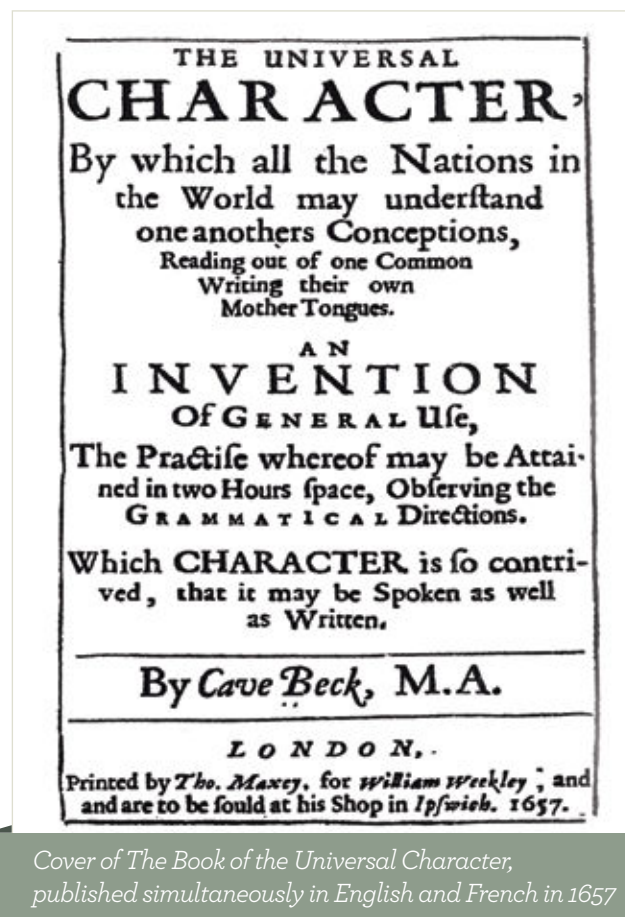 THE UNIVERSAL
CHARACTER,
By which all the Nations in
the World may underſtand
one anothers Conceptions,
Reading out of one Common
Writing their own
Mother Tongues.
AN
INVENTION
Of GENERAL Uſe,
The Practiſe whereof may be Attai-
ned in two Hours ſpace, Obſerving the
GRAMMATICAL Directions.
Which CHARACTER is ſo contri-
ved, that it may be Spoken as well
as Written.
By Cave Beck, M.A.
LONDON,
Printed by Tho. Maxey, for William Weekley, and
and are to be ſould at his Shop in Ipſwich. 1657.
Cover of The Book of the Universal Character,
published simultaneously in English and French in 1657